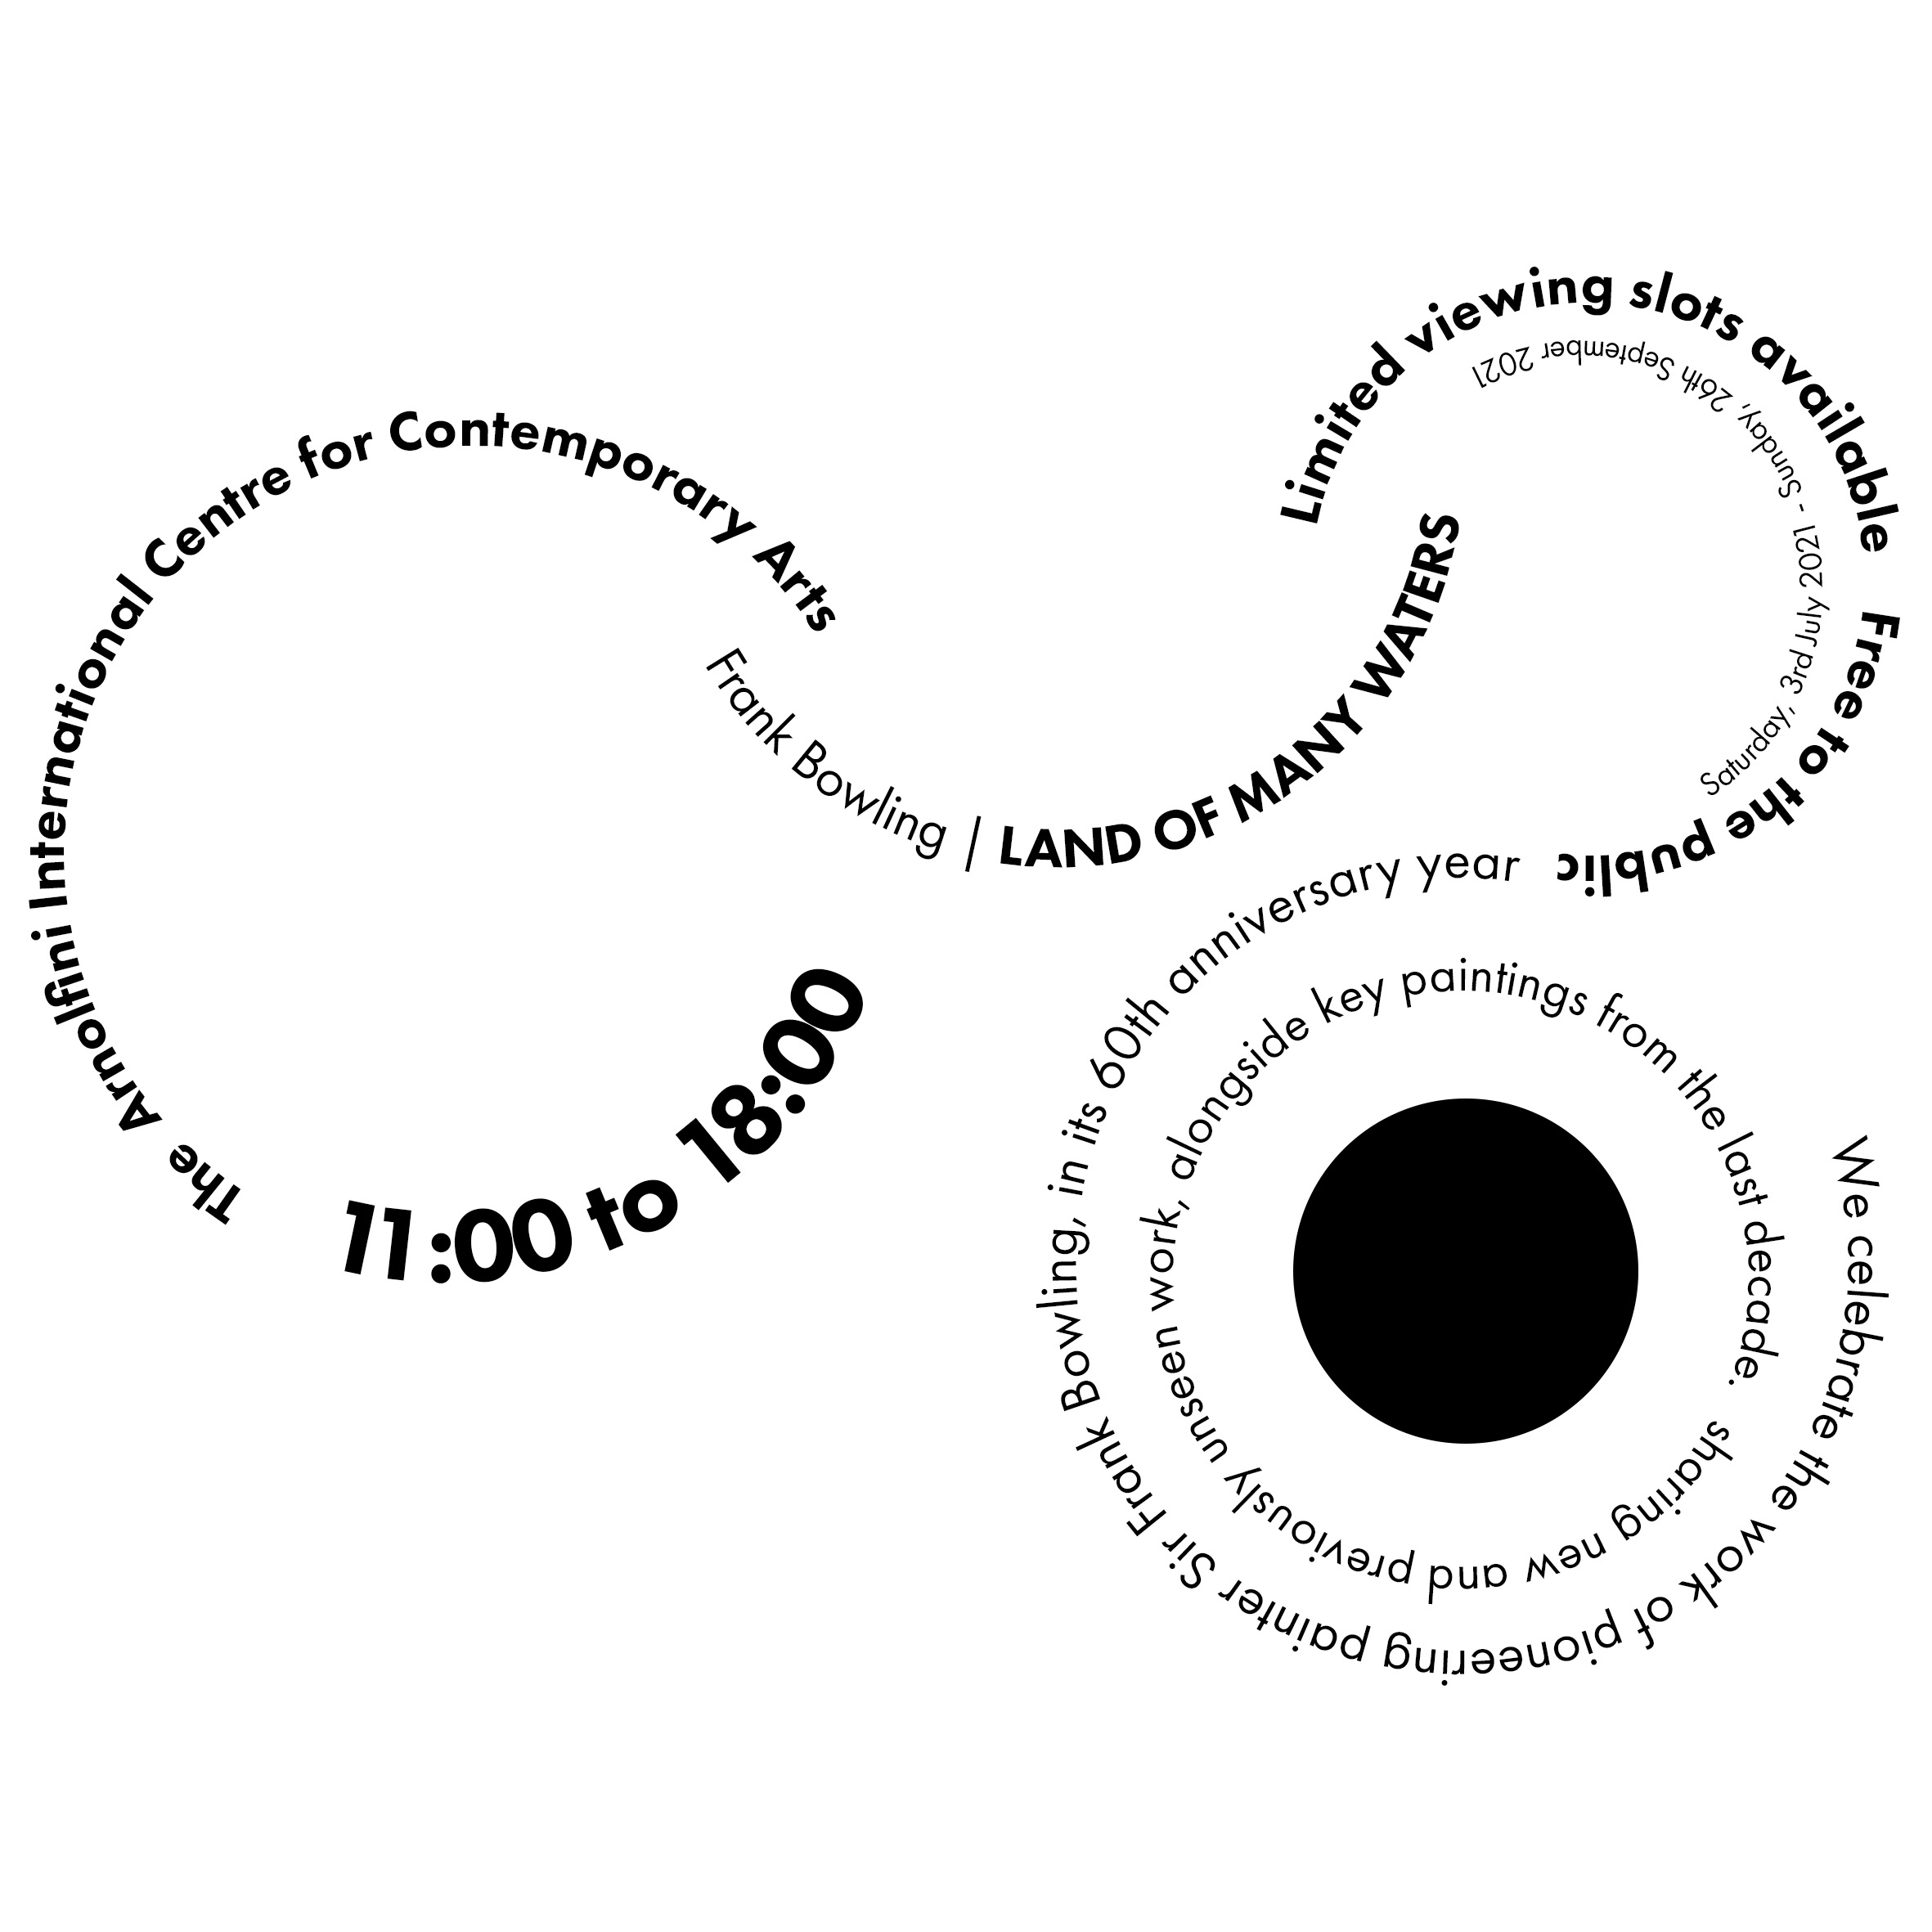 The Arnolfini International Centre for Contemporary Arts
Limited viewing slots available
Free to the public
Saturday, 3rd July 2021 - Sunday, 26th September 2021
Frank Bowling | LAND OF MANY WATERS
11:00 to 18:00
We celebrate the work of pioneering painter Sir Frank Bowling, in its 60th anniversary year
sharing new and previously unseen work, alongside key paintings from the last decade.